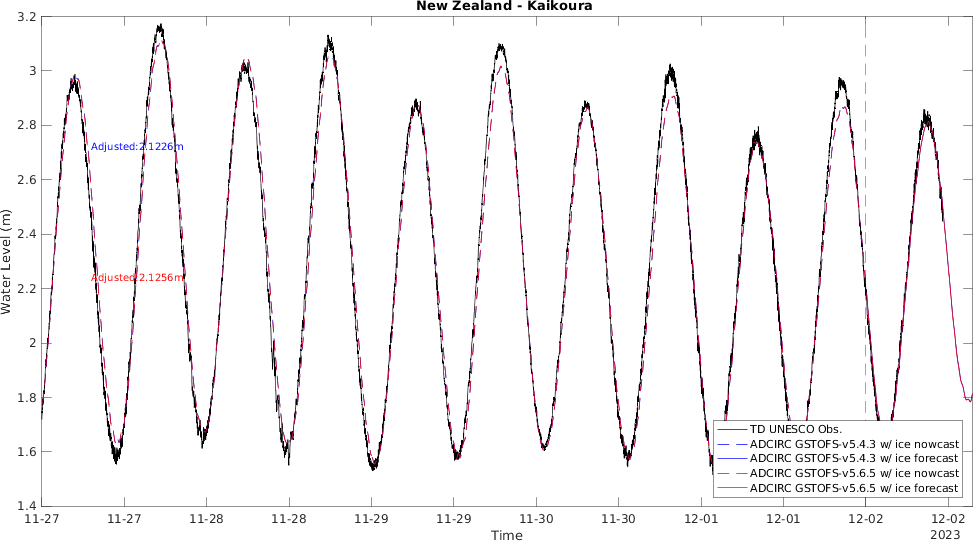 New Zealand - Kaikoura
3.2
3
2.8
2.6
2.4
2.2
2
1.8
1.6
1.4
Water Level (m)
Adjusted:2.1226m
Adjusted:2.1256m
TD UNESCO Obs.
ADCIRC GSTOFS-v5.4.3 w/ ice nowcast
ADCIRC GSTOFS-v5.4.3 w/ ice forecast
ADCIRC GSTOFS-v5.6.5 w/ ice nowcast
ADCIRC GSTOFS-v5.6.5 w/ ice forecast
11-27 11-27 11-28 11-28 11-29 11-29 11-30 11-30 12-01 12-01 12-02 12-02
Time
2023